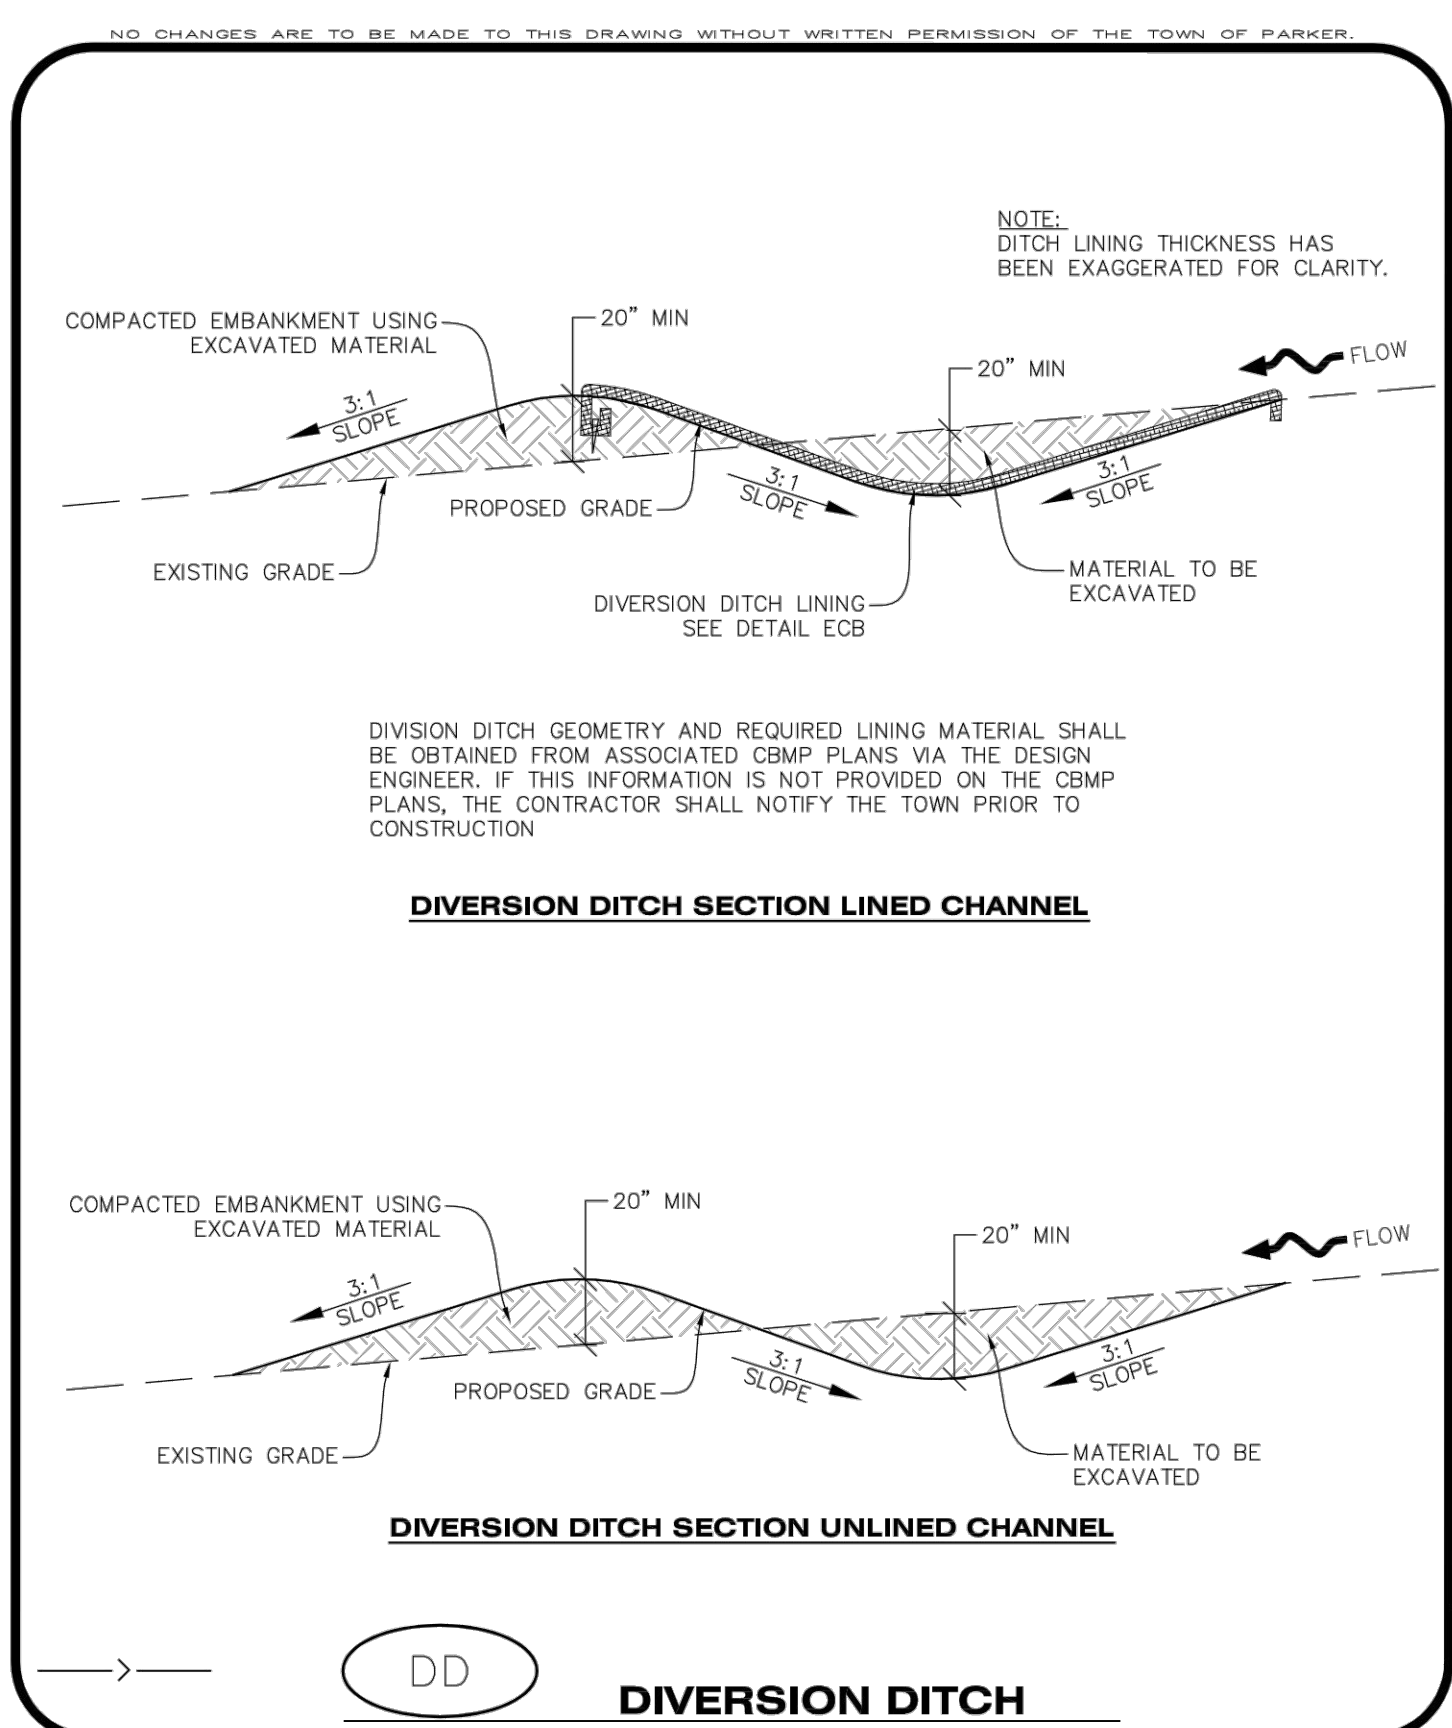 NO CHANGES ARE TO BE MADE TO THIS DRAWING WITHOUT WRITTEN PERMISSION OF THE TOWN OF PARKER.
NOTE:
DITCH LINING THICKNESS HAS
BEEN EXAGGERATED FOR CLARITY.
COMPACTED EMBANKMENT USING
EXCAVATED MATERIAL
20" MIN
20" MIN
FLOW
3:1
SLOPE
3:1
SLOPE
3:1
SLOPE
PROPOSED GRADE
EXISTING GRADE
MATERIAL TO BE
EXCAVATED
DIVERSION DITCH LINING
SEE DETAIL ECB
DIVISION DITCH GEOMETRY AND REQUIRED LINING MATERIAL SHALL
BE OBTAINED FROM ASSOCIATED CBMP PLANS VIA THE DESIGN
ENGINEER. IF THIS INFORMATION IS NOT PROVIDED ON THE CBMP
PLANS, THE CONTRACTOR SHALL NOTIFY THE TOWN PRIOR TO
CONSTRUCTION
DIVERSION DITCH SECTION LINED CHANNEL
COMPACTED EMBANKMENT USING
EXCAVATED MATERIAL
20" MIN
20" MIN
FLOW
3:1
SLOPE
3:1
SLOPE
3:1
SLOPE
PROPOSED GRADE
EXISTING GRADE
MATERIAL TO BE
EXCAVATED
DIVERSION DITCH SECTION UNLINED CHANNEL
DD
DIVERSION DITCH